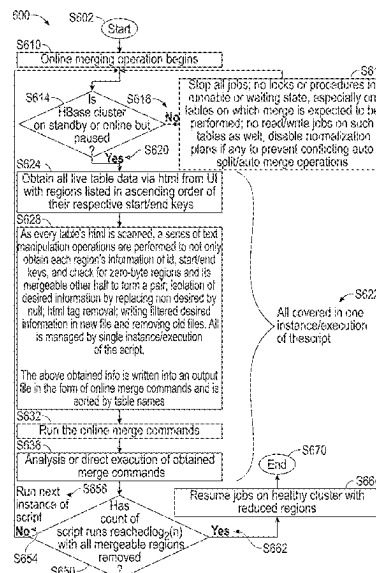 600
S602
Start
S610
Online merging operation begins
S614
Is
HBase cluster
on standby or online but
paused
?
S616
No
Yes
S620
Stop all jobs; no locks or procedures in
runnable or waiting state, especially on
tables on which merge is expected to be
performed; no read/write jobs on such
tables as well, disable normalization
plans if any to prevent conflicting auto
split/auto merge operations
S624
Obtain all live table data via html from UI
with regions listed in ascending order of
their respective start/end keys
S628
As every table's html is scanned, a series of text
manipulation operations are performed to not only
obtain each region's information of id, start/end
keys, and check for zero-byte regions and its
mergeable other half to form a pair; isolation of
desired information by replacing non desired by
null; html tag removal; writing filtered desired
information in new file and removing old files. All
is managed by single instance/execution
of the script.
The above obtained info is written into an output
file in the form of online merge commands and is
sorted by table names
S622
All covered in one
instance/execution
of thescript
S632
Run the online merge commands
S636
Analysis or direct execution of obtained
merge commands
S670
End
Resume jobs on healthy cluster with
reduced regions
Run next
instance of
script
S658
Has
count of
script runs reachedlog2(n)
with all mergeable regions
removed
?
No
S654
Yes
S662
S650